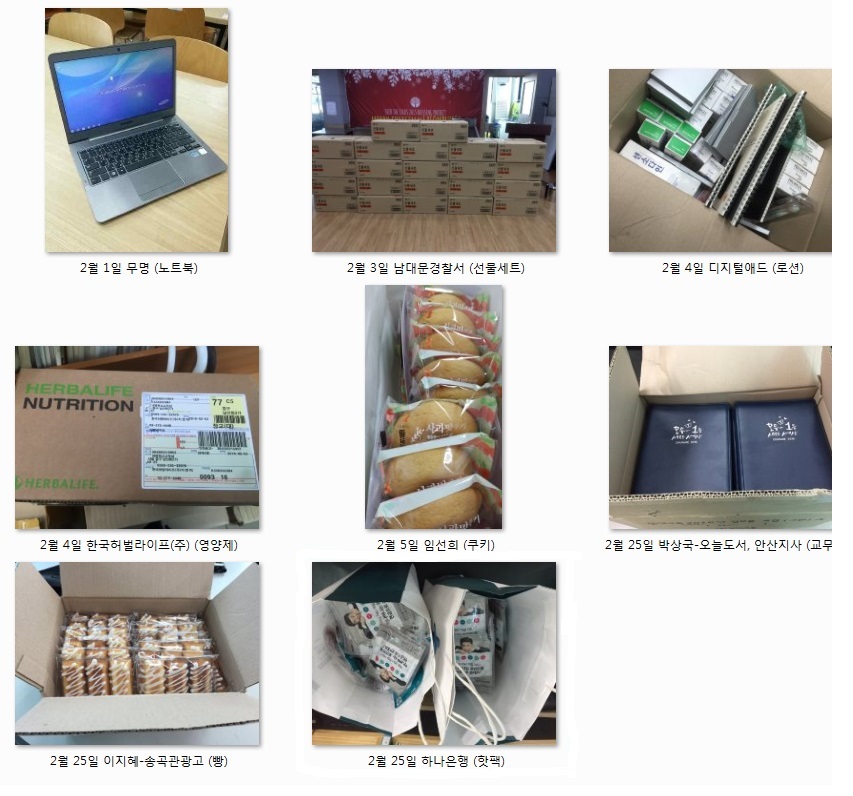 2월 1일 무명 (노트북)
2월 3일 남대문경찰서 (선물세트)
2월 4일 디지털애드 (로션)
HERBALIFE
NUTRITION
77 CS
HERBALIFE.
2월 4일 한국허벌라이프(주) (영양제)
2월 5일 임선희 (쿠키)
2월 25일 박상국-오늘도서, 안산지사 (교무
2월 25일 이지혜-송곡관광고 (빵)
2월 25일 하나은행 (핫팩)